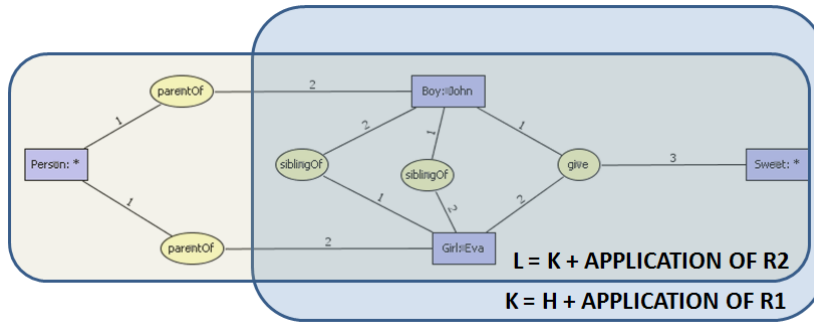 parentOf
2
Boy: John
1
2
1
1
siblingOf
siblingOf
give
3
Sweet: *
Person: *
1
1
2
2
parentOf
2
Girl: Eva
L = K + APPLICATION OF R2
K = H + APPLICATION OF R1